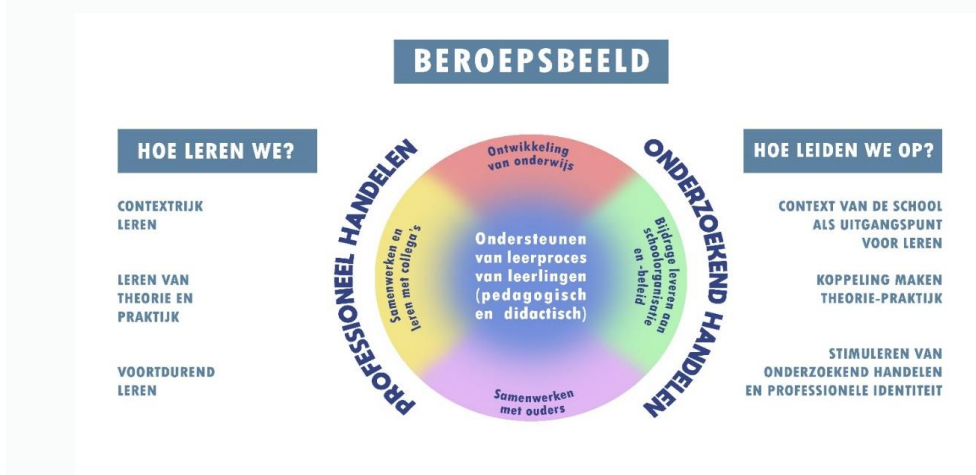 BEROEPSBEELD
HOE LEREN WE?
CONTEXTRIJK
LEREN
LEREN VAN
THEORIE EN
PRAKTIJK
VOORTDUREND
LEREN
PROFESSIONEEL HANDELEN
Ontwikkeling
van onderwijs
Samenwerken en
leren met collega's
Ondersteunen
van leerproces
van leerlingen
(pedagogisch
en didactisch)
Bijdrage leveren aan
schoolorganisatie
en -beleid
Samenwerken
met ouders
ONDERZOEKEND HANDELEN
HOE LEIDEN WE OP?
CONTEXT VAN DE SCHOOL
ALS UITGANGSPUNT
VOOR LEREN
KOPPELING MAKEN
THEORIE-PRAKTIJK
STIMULEREN VAN
ONDERZOEKEND HANDELEN
EN PROFESSIONELE IDENTITEIT